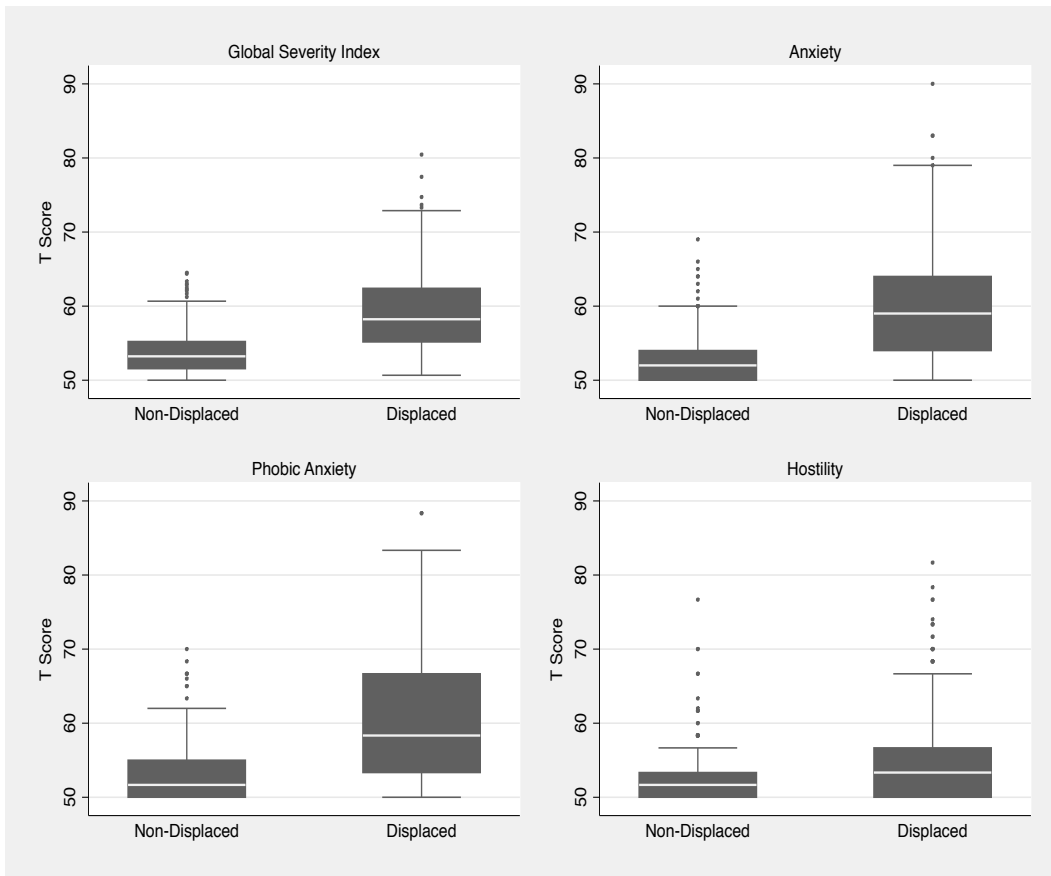 Global Severity Index
T Score
90
80
70
60
50
Non-Displaced Displaced
Anxiety
90
80
70
60
50
Non-Displaced Displaced
Phobic Anxiety
T Score
90
80
70
60
50
Non-Displaced Displaced
Hostility
T Score
90
80
70
60
50
Non-Displaced Displaced